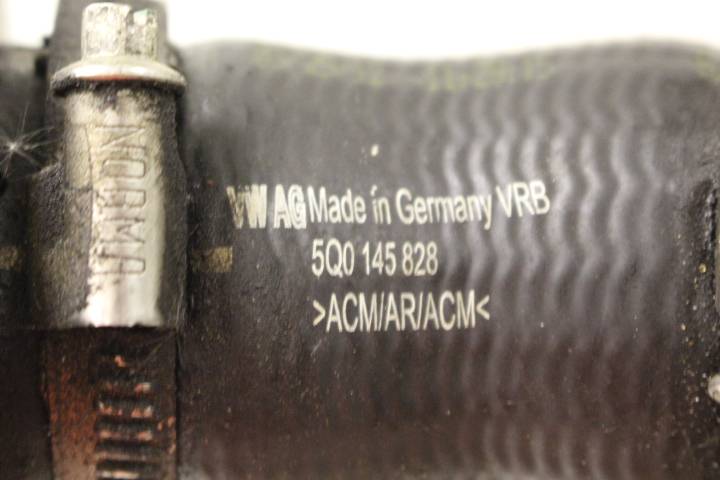 NORMA
VW AG Made in Germany VRB
5Q0 145 828
>ACM/AR/ACM<